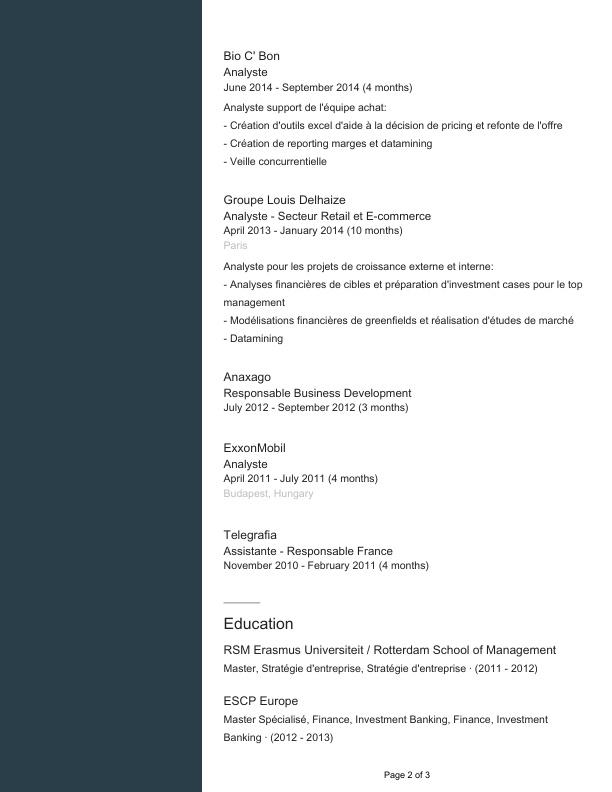 Bio C' Bon
Analyste
June 2014 - September 2014 (4 months)
Analyste support de l'équipe achat:
- Création d'outils excel d'aide à la décision de pricing et refonte de l'offre
- Création de reporting marges et datamining
- Veille concurrentielle
Groupe Louis Delhaize
Analyste - Secteur Retail et E-commerce
April 2013 - January 2014 (10 months)
Paris
Analyste pour les projets de croissance externe et interne:
- Analyses financières de cibles et préparation d'investment cases pour le top
management
- Modélisations financières de greenfields et réalisation d'études de marché
- Datamining
Anaxago
Responsable Business Development
July 2012 - September 2012 (3 months)
ExxonMobil
Analyste
April 2011 - July 2011 (4 months)
Budapest, Hungary
Telegrafia
Assistante - Responsable France
November 2010 - February 2011 (4 months)
Education
RSM Erasmus Universiteit / Rotterdam School of Management
Master, Stratégie d'entreprise, Stratégie d'entreprise · (2011 - 2012)
ESCP Europe
Master Spécialisé, Finance, Investment Banking, Finance, Investment
Banking · (2012 - 2013)
Page 2 of 3